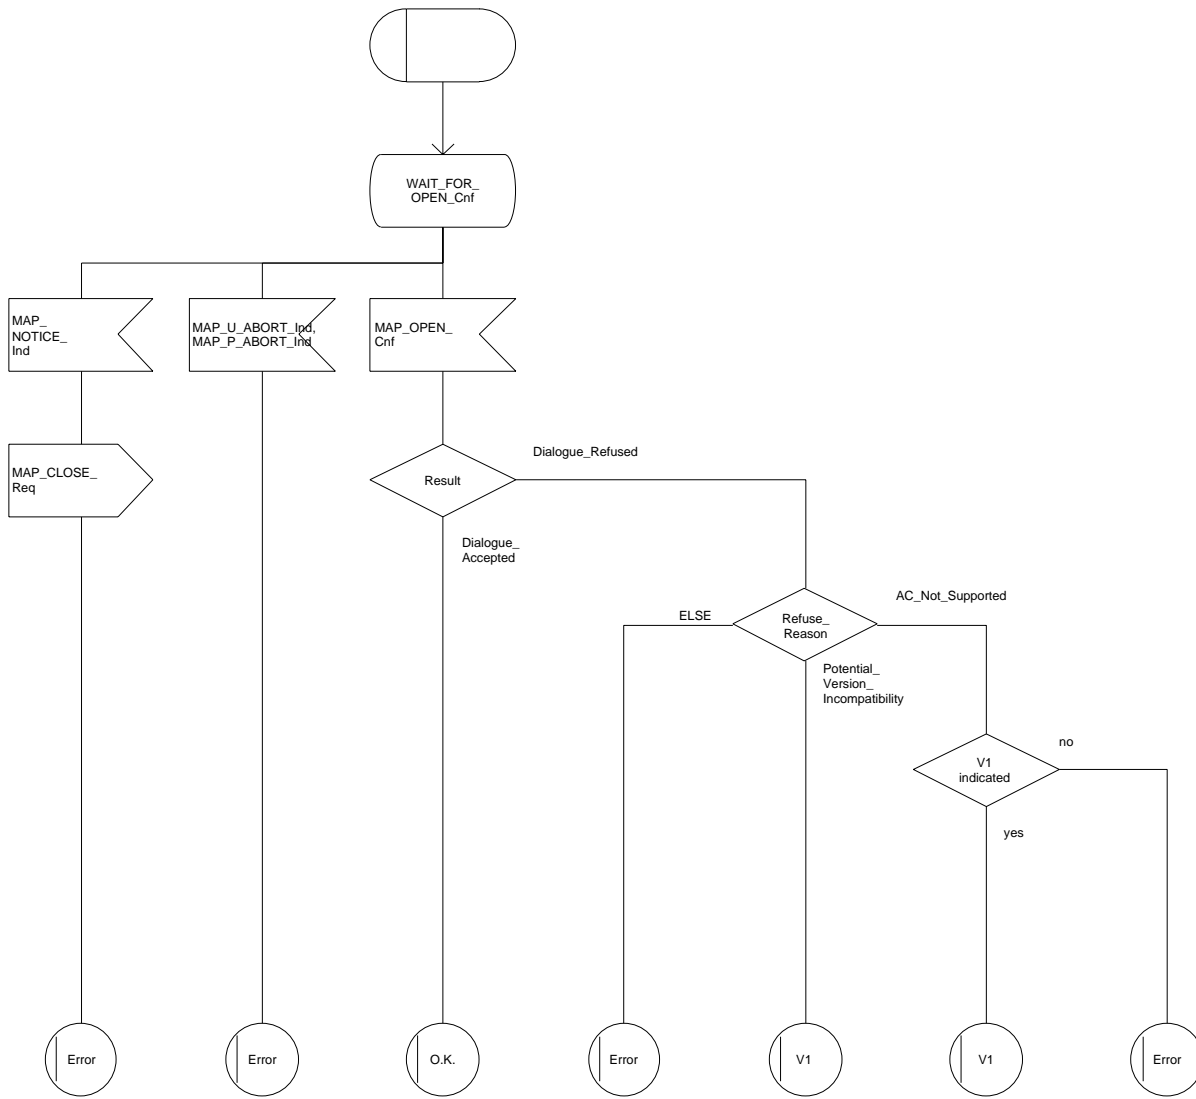 WAIT_FOR_
OPEN_Cnf
MAP_
NOTICE_
Ind
MAP_U_ABORT_Ind,
MAP_P_ABORT_Ind
MAP_OPEN_
Cnf
MAP_CLOSE_
Req
Result
Dialogue_Refused
Dialogue_
Accepted
ELSE
Refuse_
Reason
AC_Not_Supported
Potential_
Version_
Incompatibility
V1
indicated
no
yes
Error
Error
O.K.
Error
V1
V1
Error